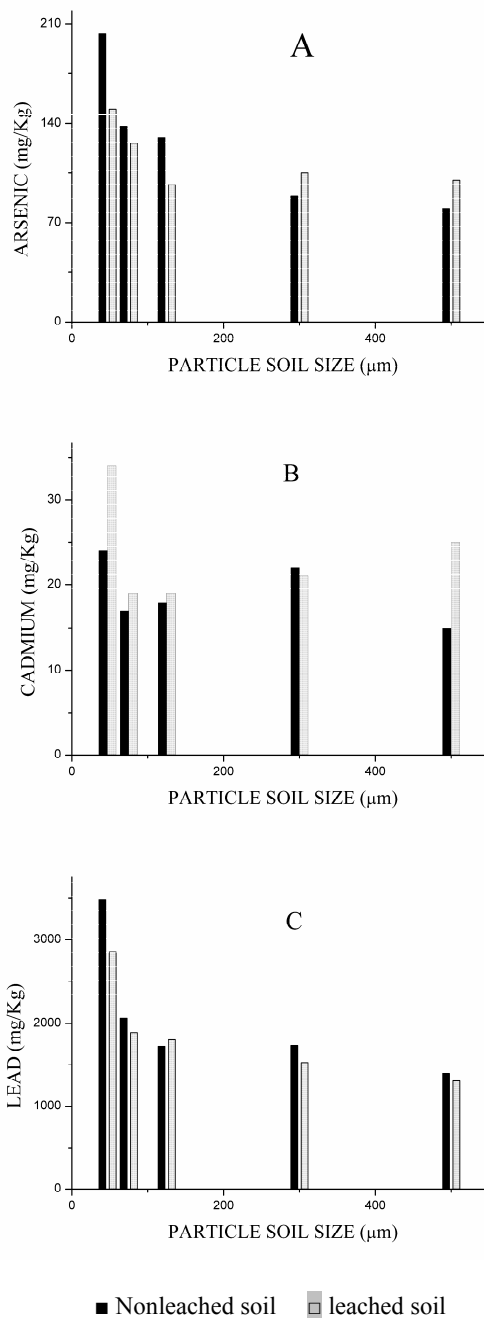 A
ARSENIC (mg/Kg)
210
140
70
0
0 200 400
PARTICLE SOIL SIZE (μm)
B
CADMIUM (mg/Kg)
30
20
10
0
0 200 400
PARTICLE SOIL SIZE (μm)
C
LEAD (mg/Kg)
3000
2000
1000
0
0 200 400
PARTICLE SOIL SIZE (μm)
Nonleached soil leached soil